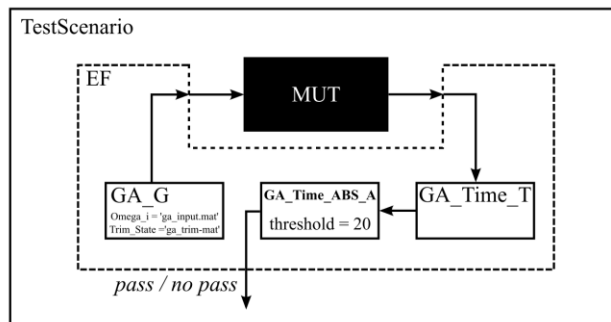 TestScenario
EF
MUT
GA_G
Omega_i = 'ga_input.mat'
Trim_State ='ga_trim-mat'
GA_Time_ABS_A
threshold = 20
GA_Time_T
pass / no pass